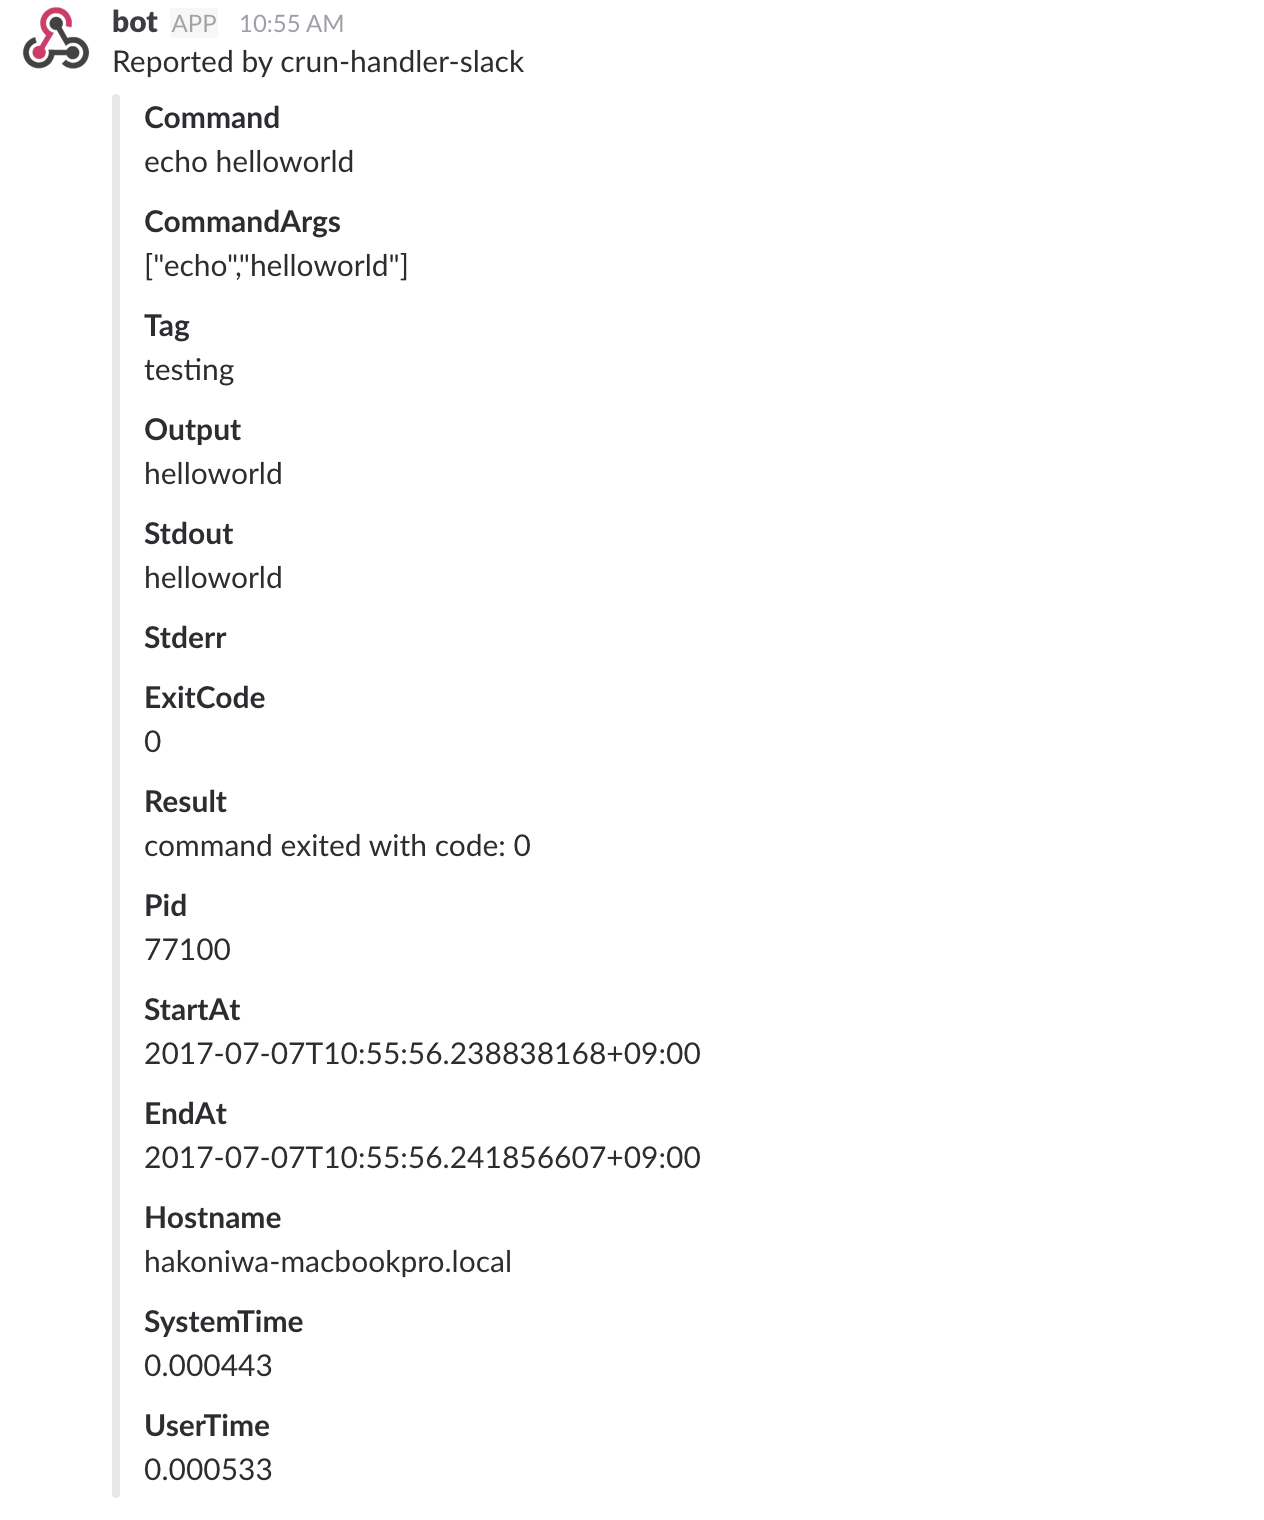 bot APP 10:55 AM
Reported by crun-handler-slack
Command
echo helloworld
CommandArgs
["echo","helloworld"]
Tag
testing
Output
helloworld
Stdout
helloworld
Stderr
ExitCode
0
Result
command exited with code: 0
Pid
77100
StartAt
2017-07-07T10:55:56.238838168+09:00
EndAt
2017-07-07T10:55:56.241856607+09:00
Hostname
hakoniwa-macbookpro.local
SystemTime
0.000443
UserTime
0.000533